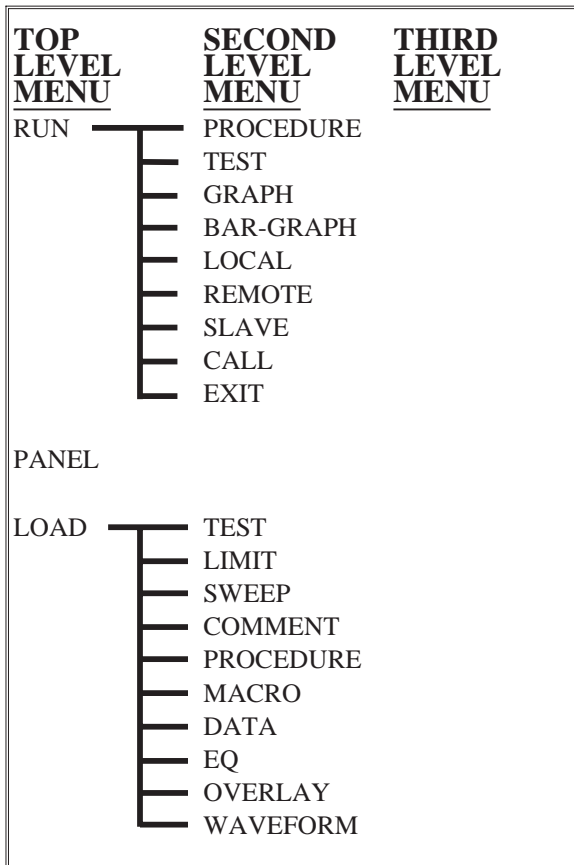 TOP LEVEL MENU
SECOND LEVEL MENU
THIRD LEVEL MENU
RUN PROCEDURE
TEST
GRAPH
BAR-GRAPH
LOCAL
REMOTE
SLAVE
CALL
EXIT
PANEL
LOAD TEST
LIMIT
SWEEP
COMMENT
PROCEDURE
MACRO
DATA
EQ
OVERLAY
WAVEFORM